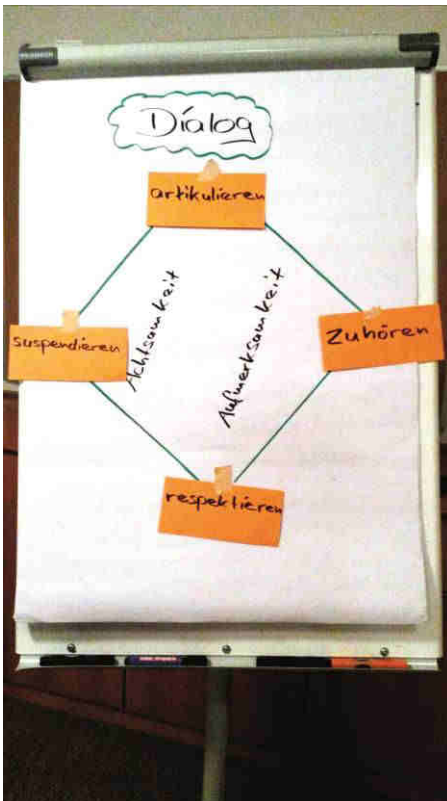 Dialog
artikulieren
Achtsamkeit
Aufmerksamkeit
suspendieren
zuhören
respektieren